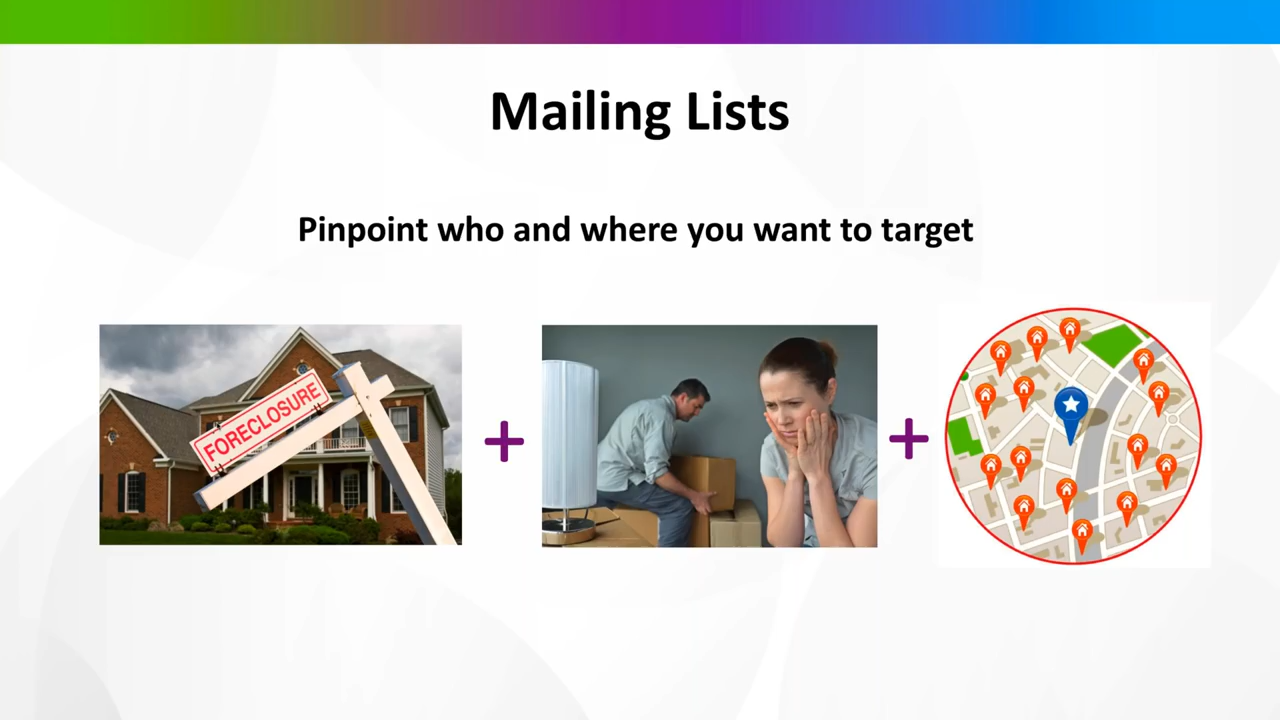 Mailing Lists
Pinpoint who and where you want to target
FORECLOSURE